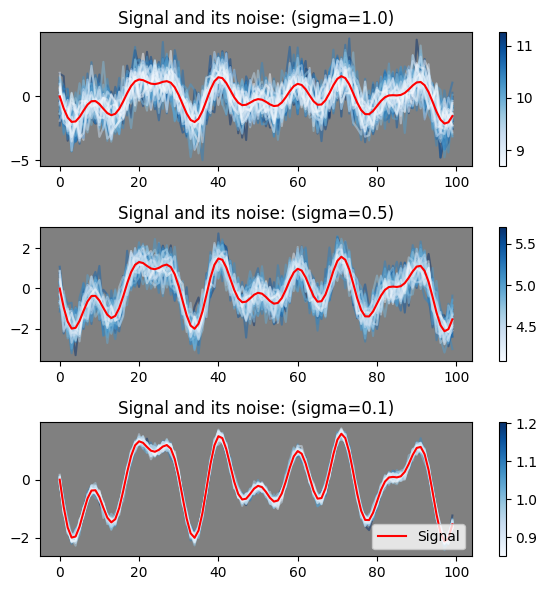 Signal and its noise: (sigma=1.0)
0
−5
0 20 40 60 80 100
11
10
9
Signal and its noise: (sigma=0.5)
2
0
−2
0 20 40 60 80 100
5.5
5.0
4.5
Signal and its noise: (sigma=0.1)
0
−2
0 20 40 60 80 100
Signal
1.2
1.1
1.0
0.9